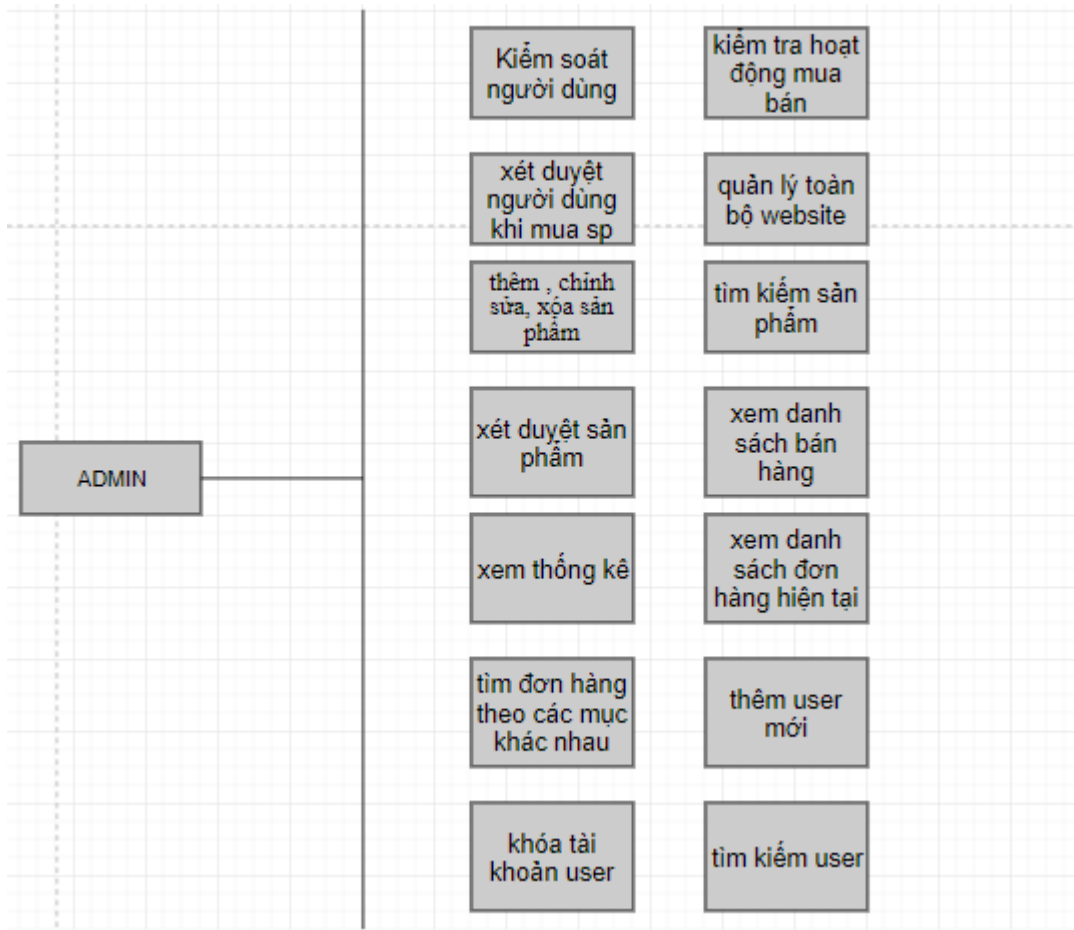 Kiểm soát
người dùng
kiểm tra hoạt
động mua
bán
xét duyệt
người dùng
khi mua sp
quản lý toàn
bộ website
thêm , chỉnh
sửa, xóa sản
phẩm
tìm kiếm sản
phẩm
xét duyệt sản
phẩm
xem danh
sách bán
hàng
ADMIN
xem thống kê
xem danh
sách đơn
hàng hiện tại
tìm đơn hàng
theo các mục
khác nhau
thêm user
mới
khóa tài
khoản user
tìm kiếm user